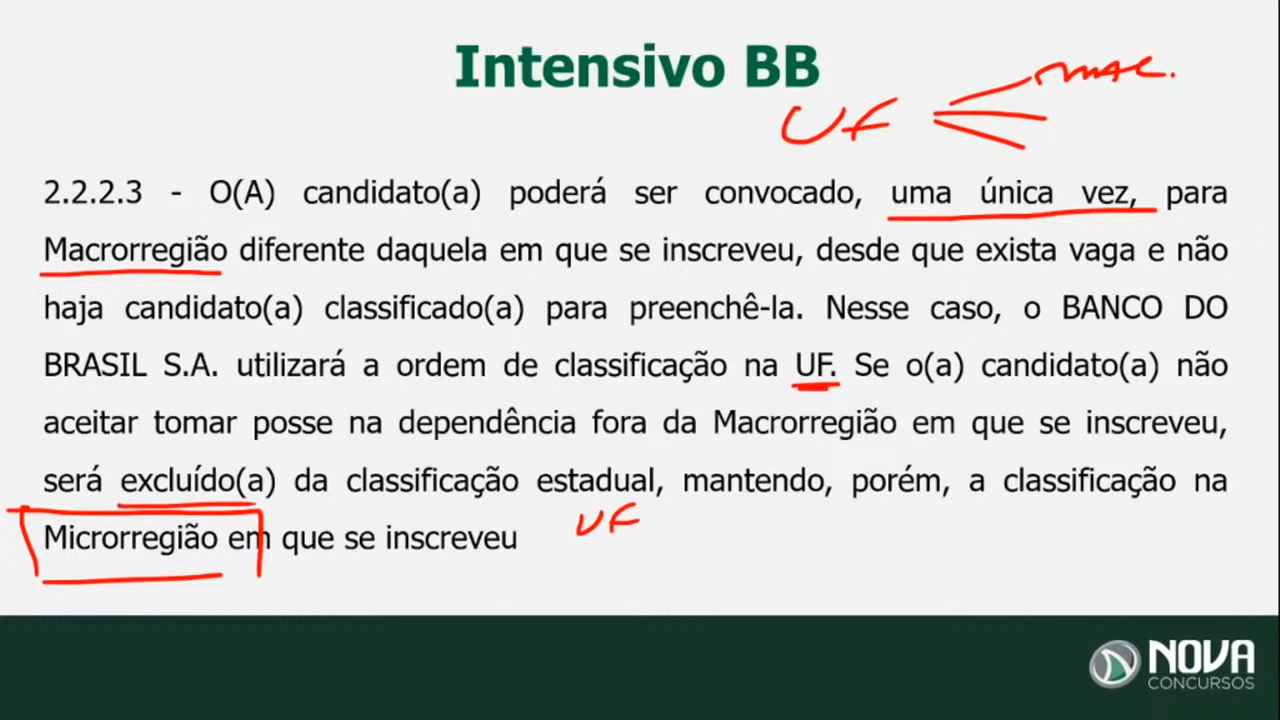 Intensivo BB
UF
MAC.
2.2.2.3 - O(A) candidato(a) poderá ser convocado, uma única vez, para
Macrorregião diferente daquela em que se inscreveu, desde que exista vaga e não
haja candidato(a) classificado(a) para preenchê-la. Nesse caso, o BANCO DO
BRASIL S.A. utilizará a ordem de classificação na UF. Se o(a) candidato(a) não
aceitar tomar posse na dependência fora da Macrorregião em que se inscreveu,
será excluído(a) da classificação estadual, mantendo, porém, a classificação na
Microrregião em que se inscreveu
UF
NOVA
CONCURSOS